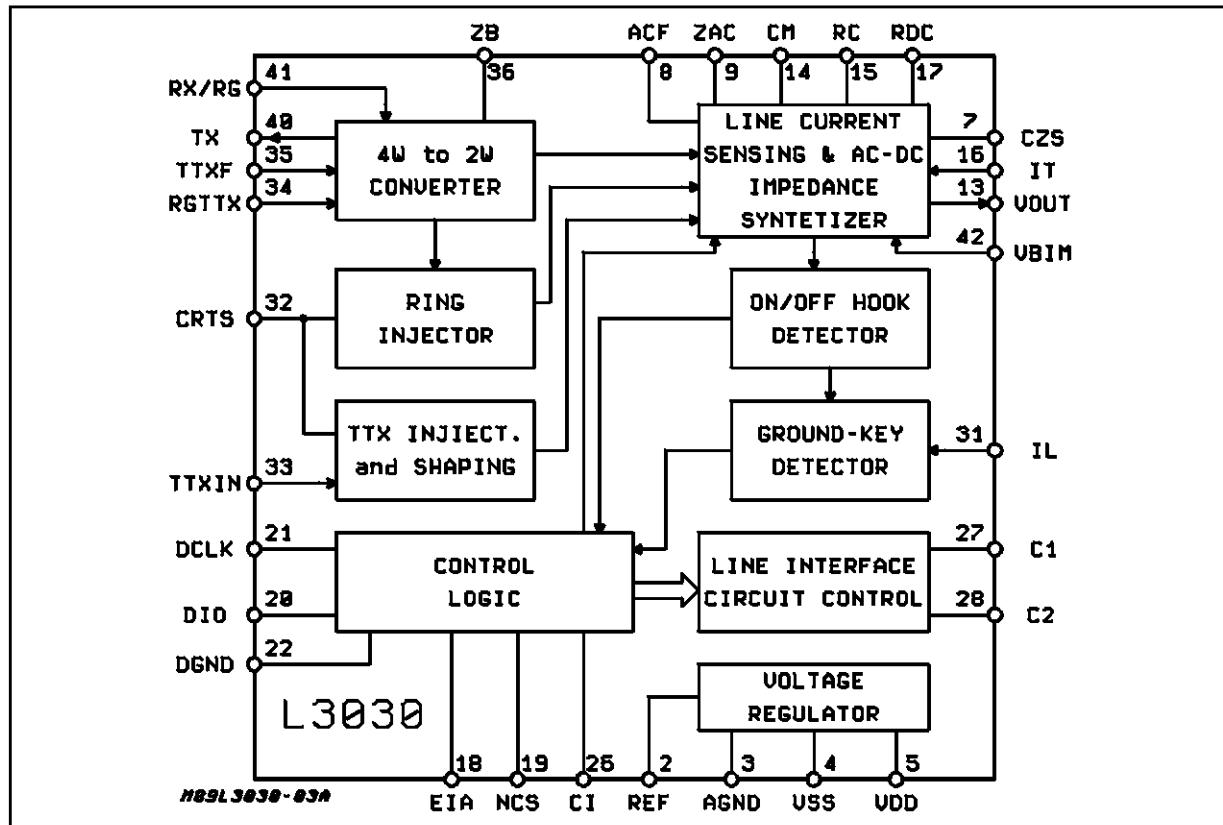 ZB ACF ZAC CM RC RDC
36 8 9 14 15 17
41
RX/RG
40
TX
35
TTXF
34
RGTTX
4W to 2W
CONVERTER
LINE CURRENT
SENSING & AC-DC
IMPEDANCE
SYNTETIZER
7
CZS
16
IT
13
VOUT
42
VBIM
32
CRTS
RING
INJECTOR
ON/OFF HOOK
DETECTOR
TTX INJIECT.
and SHAPING
33
TTXIN
GROUND-KEY
DETECTOR
31
IL
21
DCLK
20
DIO
22
DGND
CONTROL
LOGIC
LINE INTERFACE
CIRCUIT CONTROL
27
C1
28
C2
VOLTAGE
REGULATOR
L3030
18 19 26 2 3 4 5
EIA NCS CI REF AGND VSS VDD
M89L3030-03A